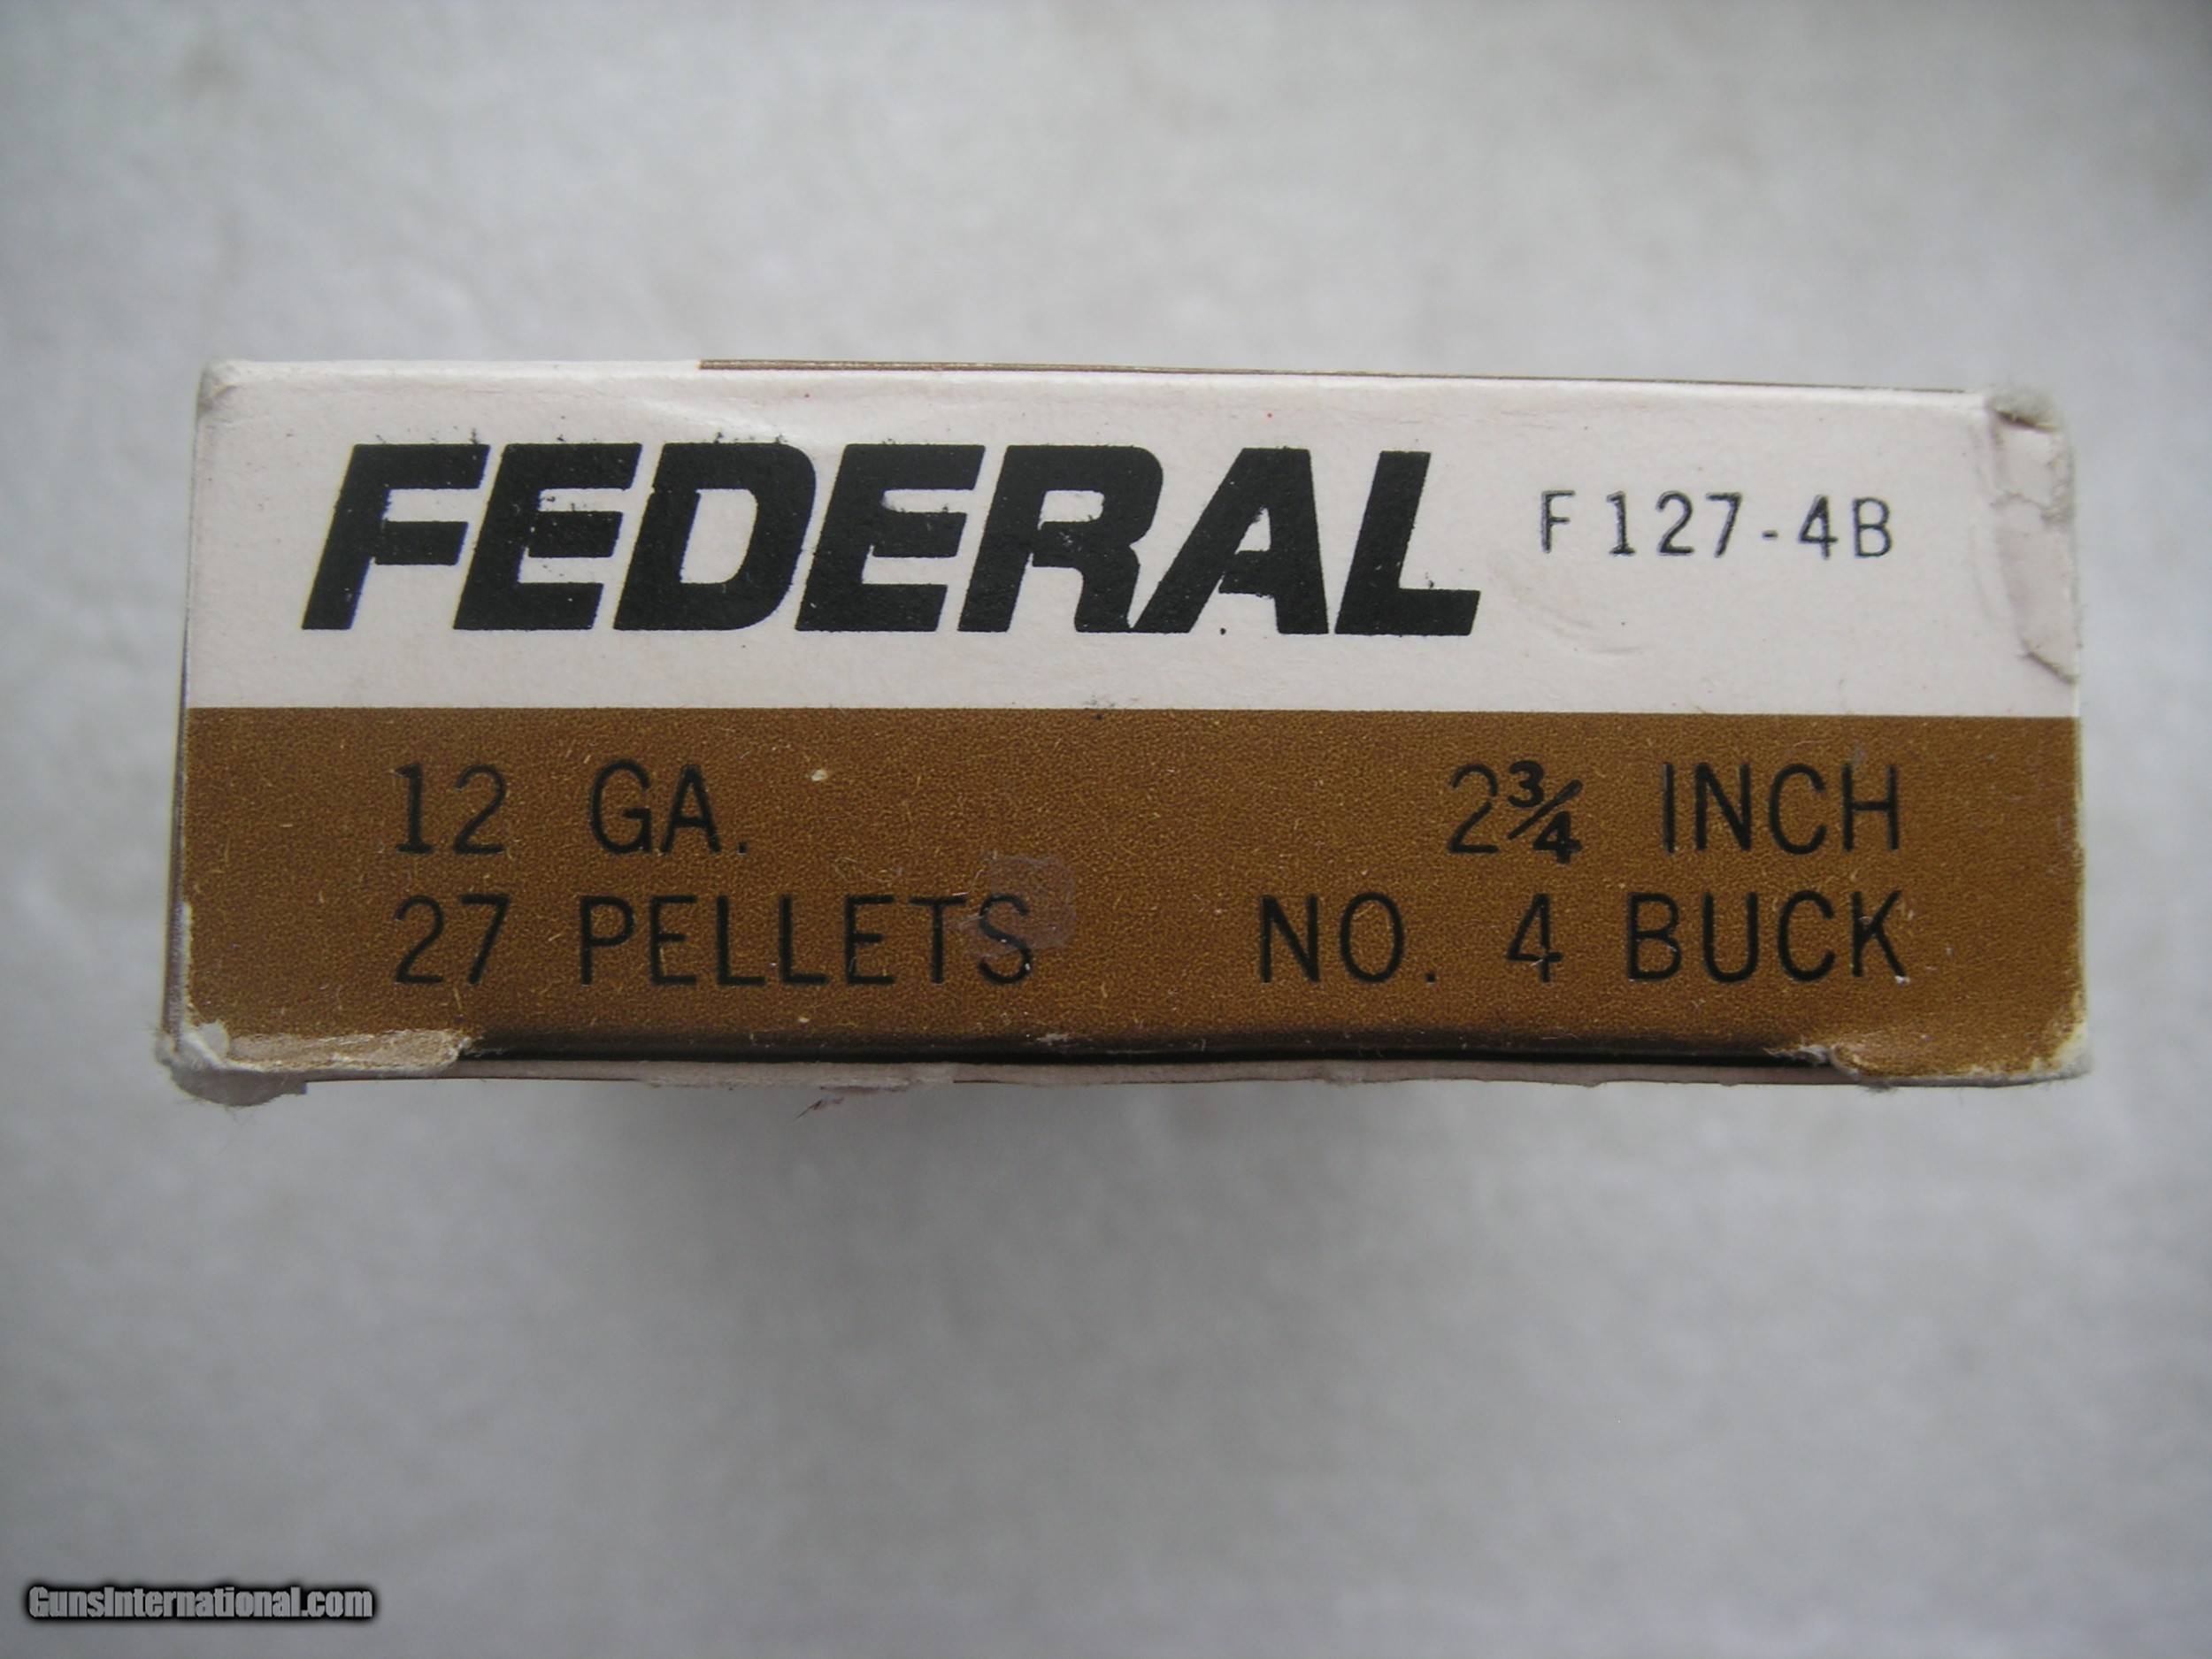 FEDERAL F127-4B
12 GA. 2¾ INCH
27 PELLETS NO. 4 BUCK
GunsInternational.com